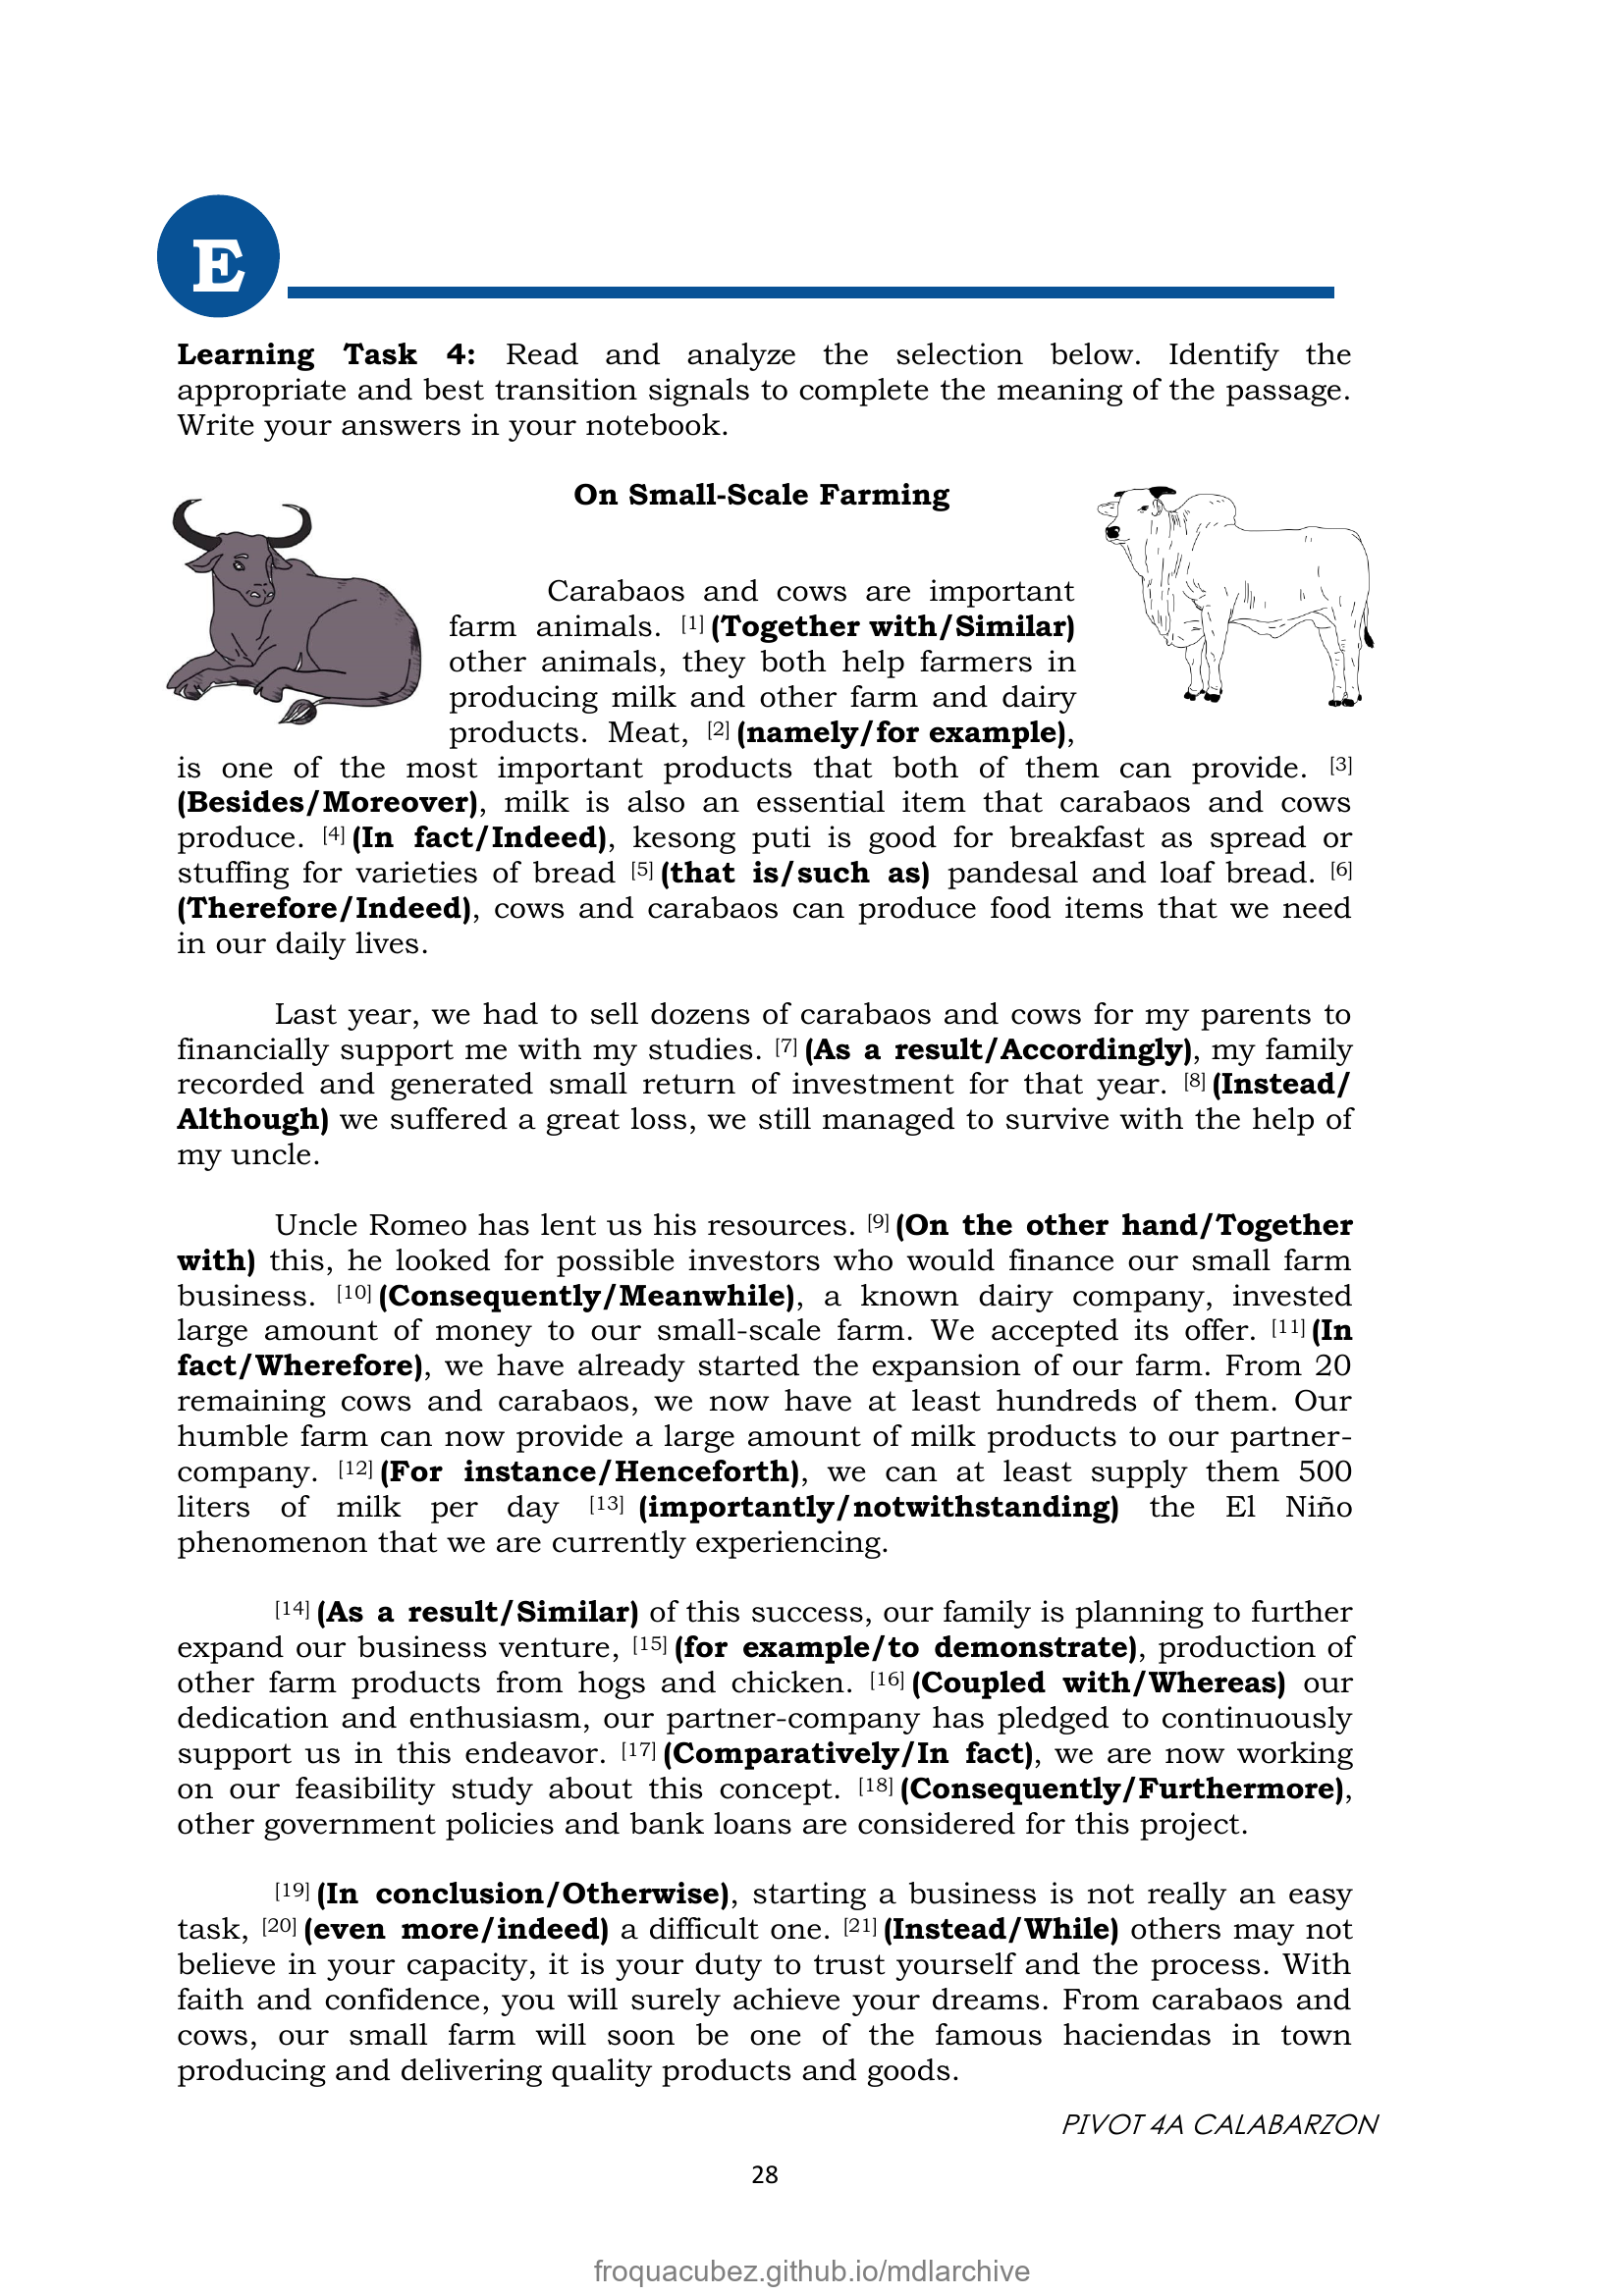 E
Learning Task 4: Read and analyze the selection below. Identify the
appropriate and best transition signals to complete the meaning of the passage.
Write your answers in your notebook.
On Small-Scale Farming
Carabaos and cows are important
farm animals. [1] (Together with/Similar)
other animals, they both help farmers in
producing milk and other farm and dairy
products. Meat, [2] (namely/for example),
is one of the most important products that both of them can provide. [3]
(Besides/Moreover), milk is also an essential item that carabaos and cows
produce. [4] (In fact/Indeed), kesong puti is good for breakfast as spread or
stuffing for varieties of bread [5] (that is/such as) pandesal and loaf bread. [6]
(Therefore/Indeed), cows and carabaos can produce food items that we need
in our daily lives.
Last year, we had to sell dozens of carabaos and cows for my parents to
financially support me with my studies. [7] (As a result/Accordingly), my family
recorded and generated small return of investment for that year. [8] (Instead/
Although) we suffered a great loss, we still managed to survive with the help of
my uncle.
Uncle Romeo has lent us his resources. [9] (On the other hand/Together
with) this, he looked for possible investors who would finance our small farm
business. [10] (Consequently/Meanwhile), a known dairy company, invested
large amount of money to our small-scale farm. We accepted its offer. [11] (In
fact/Wherefore), we have already started the expansion of our farm. From 20
remaining cows and carabaos, we now have at least hundreds of them. Our
humble farm can now provide a large amount of milk products to our partner-
company. [12] (For instance/Henceforth), we can at least supply them 500
liters of milk per day [13] (importantly/notwithstanding) the El Niño
phenomenon that we are currently experiencing.
[14] (As a result/Similar) of this success, our family is planning to further
expand our business venture, [15] (for example/to demonstrate), production of
other farm products from hogs and chicken. [16] (Coupled with/Whereas) our
dedication and enthusiasm, our partner-company has pledged to continuously
support us in this endeavor. [17] (Comparatively/In fact), we are now working
on our feasibility study about this concept. [18] (Consequently/Furthermore),
other government policies and bank loans are considered for this project.
[19] (In conclusion/Otherwise), starting a business is not really an easy
task, [20] (even more/indeed) a difficult one. [21] (Instead/While) others may not
believe in your capacity, it is your duty to trust yourself and the process. With
faith and confidence, you will surely achieve your dreams. From carabaos and
cows, our small farm will soon be one of the famous haciendas in town
producing and delivering quality products and goods.
PIVOT 4A CALABARZON
28
froquacubez.github.io/mdlarchive